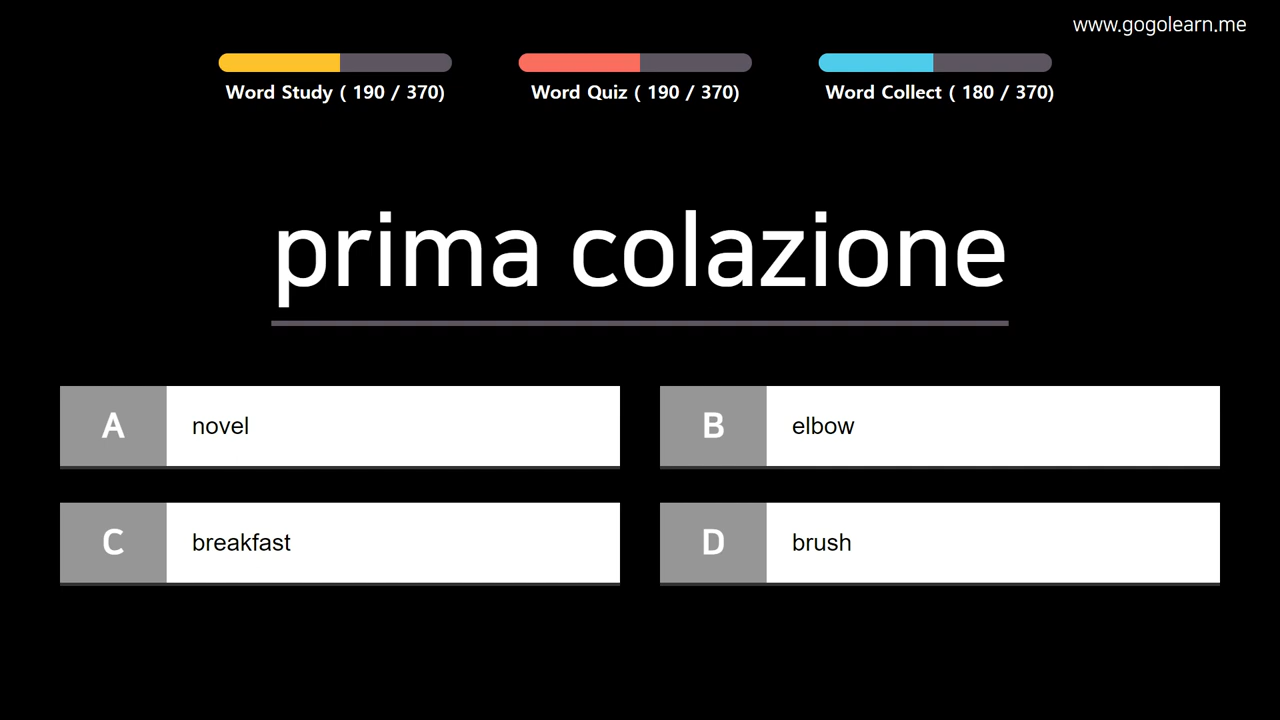 www.gogolearn.me
Word Study ( 190 / 370)
Word Quiz ( 190 / 370)
Word Collect ( 180 / 370)
prima colazione
A novel
B elbow
C breakfast
D brush